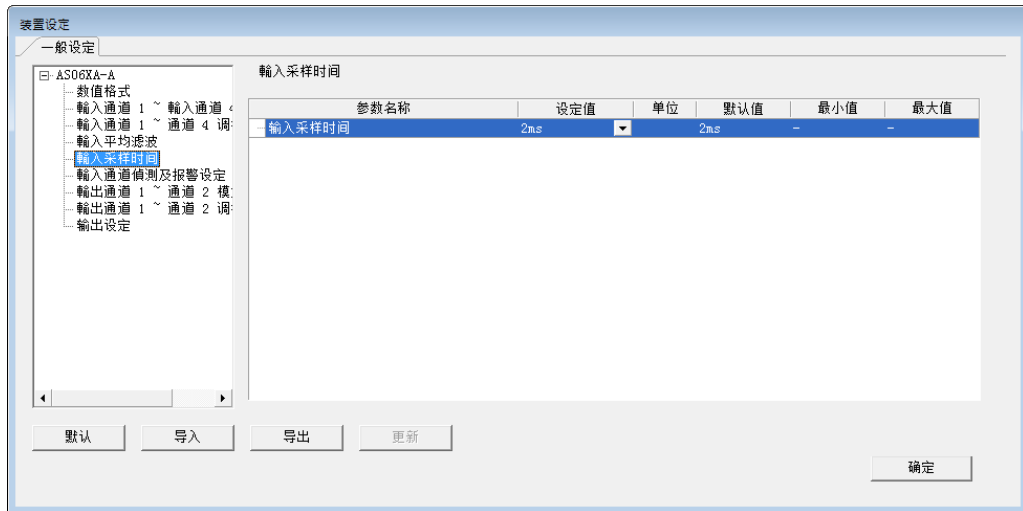 装置设定
一般设定
AS06XA-A
数值格式
輸入通道 1 ~ 輸入通道
輸入通道 1 ~ 通道 4 调
輸入平均滤波
輸入采样时间
輸入通道偵測及报警设定
輸出通道 1 ~ 通道 2 模
輸出通道 1 ~ 通道 2 调
输出设定
輸入采样时间
参数名称 设定值 单位 默认值 最小值 最大值
输入采样时间 2ms 2ms - -
默认 导入 导出 更新
确定